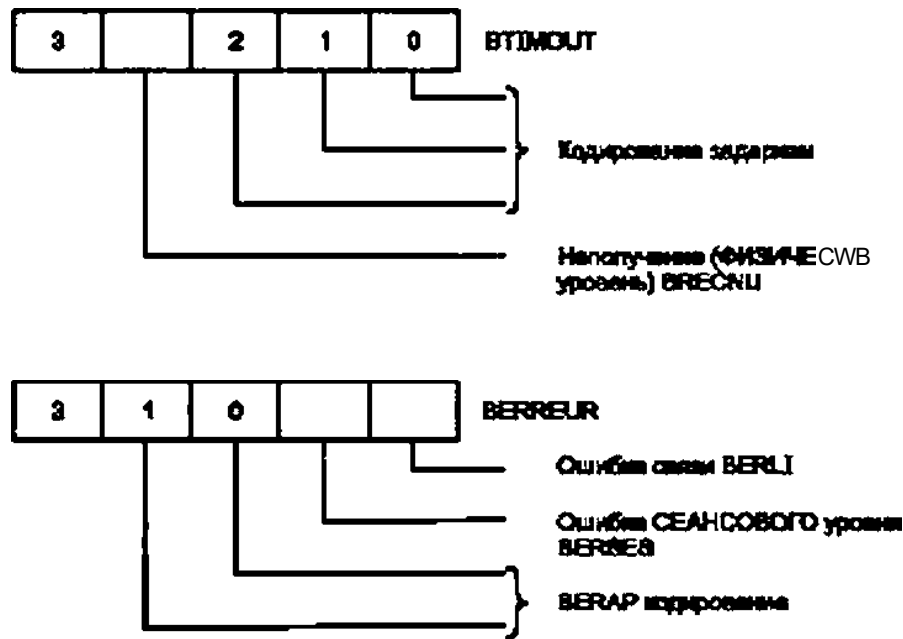 3 2 1 0 BTIMOUT
Кодирование задержки
Неполучение (ФИЗИЧЕCWB
уровень) BRECNU
3 1 0 BERREUR
Ошибка связи BERLI
Ошибка СЕАНСОВОГО уровня
BERSES
BERAP кодирование